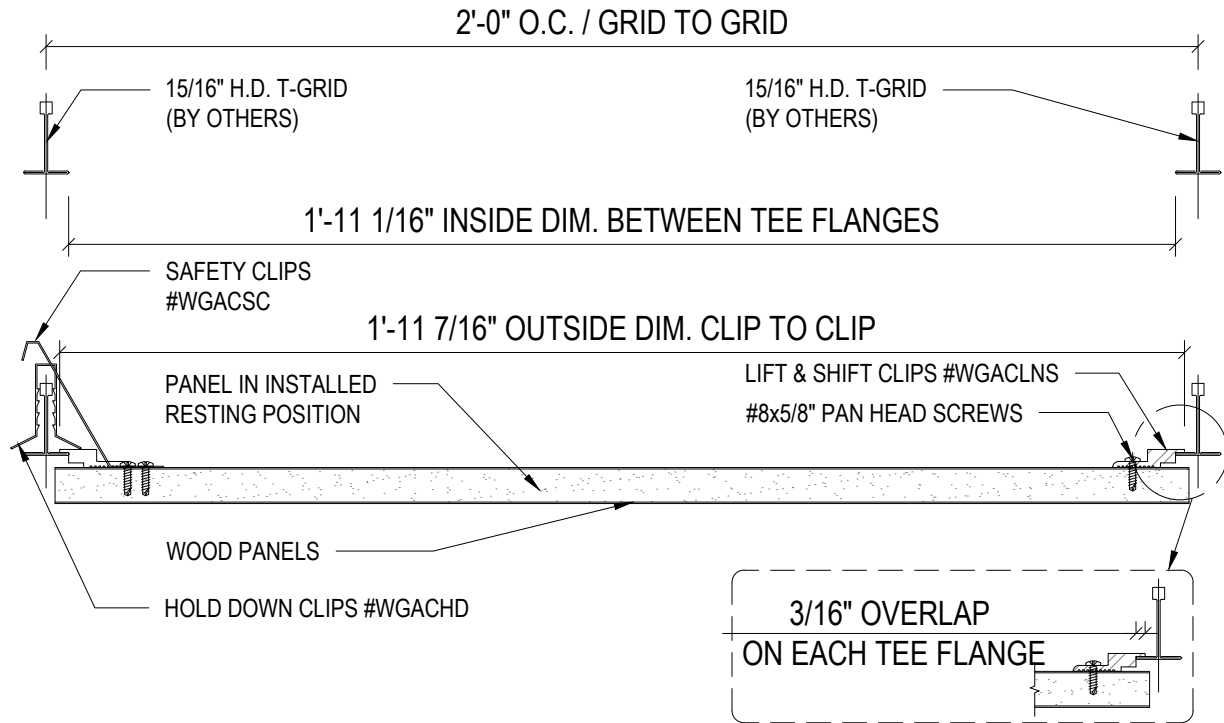 2'-0" O.C. / GRID TO GRID
15/16" H.D. T-GRID
(BY OTHERS)
15/16" H.D. T-GRID
(BY OTHERS)
1'-11 1/16" INSIDE DIM. BETWEEN TEE FLANGES
SAFETY CLIPS
#WGACSC
1'-11 7/16" OUTSIDE DIM. CLIP TO CLIP
PANEL IN INSTALLED
RESTING POSITION
LIFT & SHIFT CLIPS #WGACLNS
#8x5/8" PAN HEAD SCREWS
WOOD PANELS
HOLD DOWN CLIPS #WGACHD
3/16" OVERLAP
ON EACH TEE FLANGE